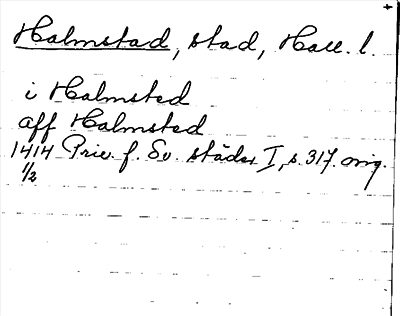 Halmstad, stad, Hall. l.
i Halmsted
aff Halmsted
1414 Priv. f. Sv. städer I, s. 317. orig.
1/2